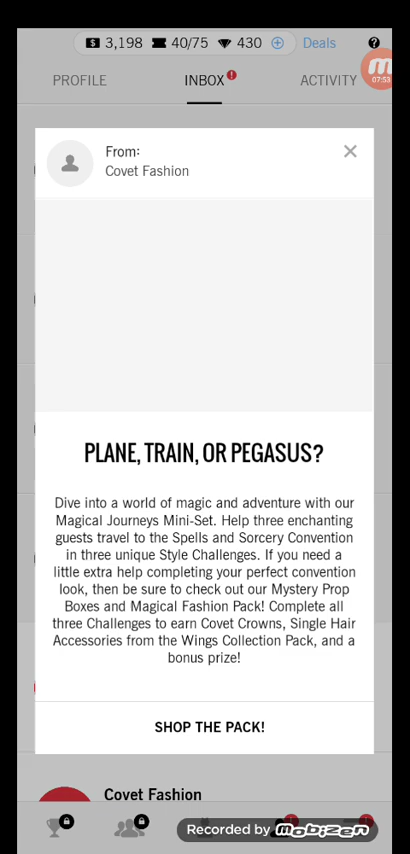 3,198 40/75 430 Deals
PROFILE INBOX ACTIVITY
07:53
From:
Covet Fashion
PLANE, TRAIN, OR PEGASUS?
Dive into a world of magic and adventure with our
Magical Journeys Mini-Set. Help three enchanting
guests travel to the Spells and Sorcery Convention
in three unique Style Challenges. If you need a
little extra help completing your perfect convention
look, then be sure to check out our Mystery Prop
Boxes and Magical Fashion Pack! Complete all
three Challenges to earn Covet Crowns, Single Hair
Accessories from the Wings Collection Pack, and a
bonus prize!
SHOP THE PACK!
Covet Fashion
Recorded by mobizen